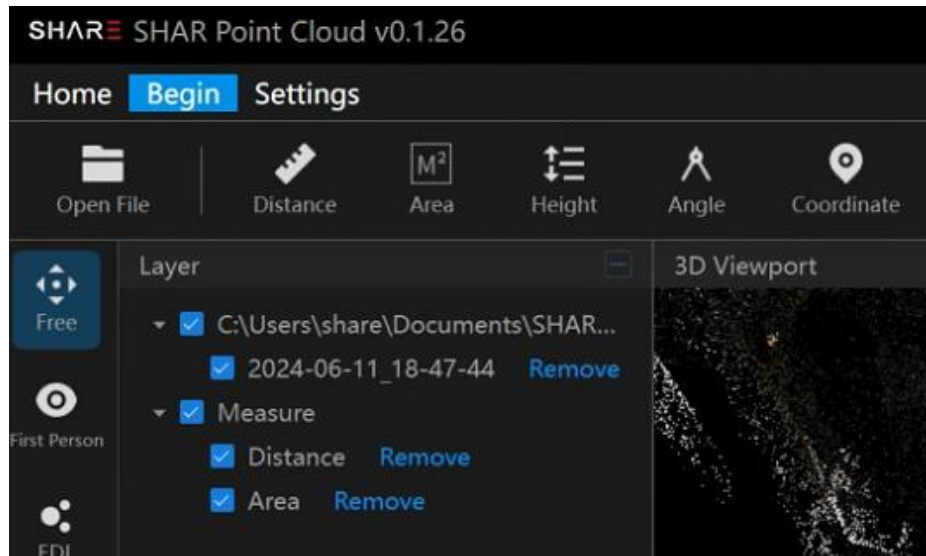 SHARE SHAR Point Cloud v0.1.26
Home Begin Settings
Open File Distance Area Height Angle Coordinate
M²
Layer
3D Viewport
Free
C:\Users\share\Documents\SHAR...
2024-06-11_18-47-44 Remove
First Person
Measure
Distance Remove
Area Remove
EDL